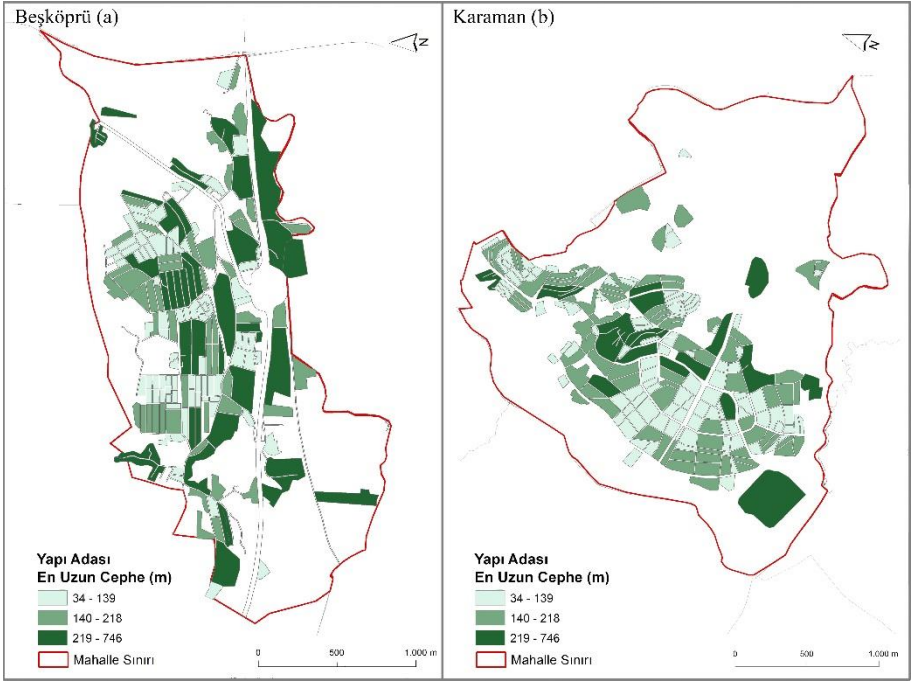 Beşköprü (a)
N
Yapı Adası
En Uzun Cephe (m)
34 - 139
140 - 218
219 - 746
Mahalle Sınırı
0 500 1.000 m
Karaman (b)
N
Yapı Adası
En Uzun Cephe (m)
34 - 139
140 - 218
219 - 746
Mahalle Sınırı
0 500 1.000 m